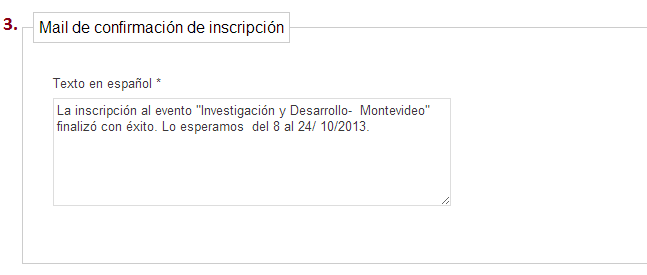 3. Mail de confirmación de inscripción
Texto en español *
La inscripción al evento "Investigación y Desarrollo-  Montevideo"
finalizó con éxito. Lo esperamos  del 8 al 24/ 10/2013.